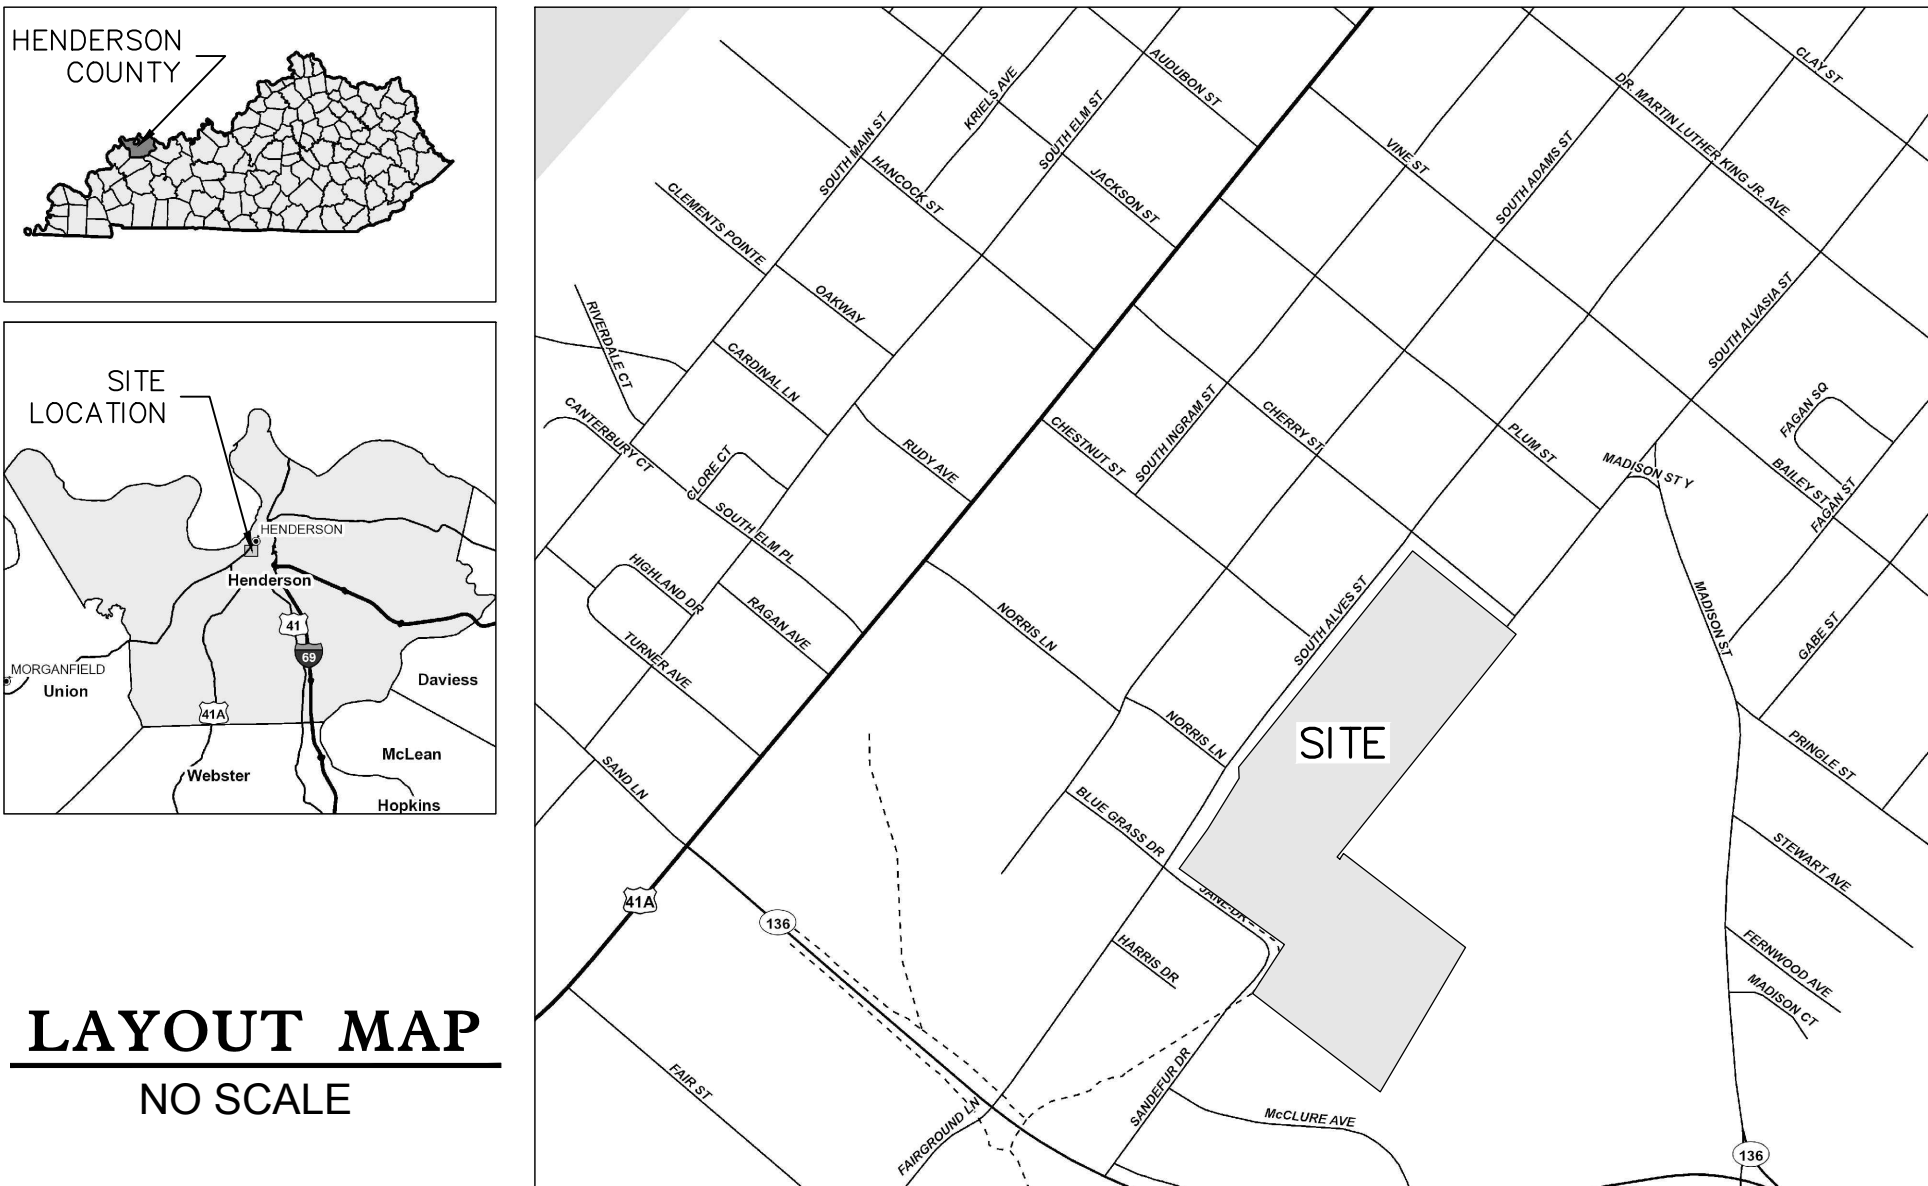 HENDERSON
COUNTY
SITE
LOCATION
HENDERSON
Henderson
41
69
MORGANFIELD
Union
Daviess
41A
McLean
Webster
Hopkins
LAYOUT MAP
NO SCALE
CLAY ST
AUDUBON ST
KRIELS AVE
DR. MARTIN LUTHER KING JR. AVE
SOUTH MAIN ST
SOUTH ELM ST
VINE ST
SOUTH ADAMS ST
HANCOCK ST
JACKSON ST
CLEMENTS POINTE
OAKWAY
RIVERDALE CT
SOUTH ALVASIA ST
CARDINAL LN
CANTERBURY CT
CLORE CT
RUDY AVE
CHESTNUT ST
SOUTH INGRAM ST
CHERRY ST
PLUM ST
FAGAN SQ
MADISON ST Y
BAILEY ST
FAGAN ST
SOUTH ELM PL
HIGHLAND DR
RAGAN AVE
TURNER AVE
NORRIS LN
SOUTH ALVES ST
MADISON ST
GABE ST
NORRIS LN
SITE
SAND LN
PRINGLE ST
BLUE GRASS DR
STEWART AVE
41A
136
JANE DR
HARRIS DR
FERNWOOD AVE
MADISON CT
FAIR ST
SANDEFUR DR
FAIRGROUND LN
McCLURE AVE
136